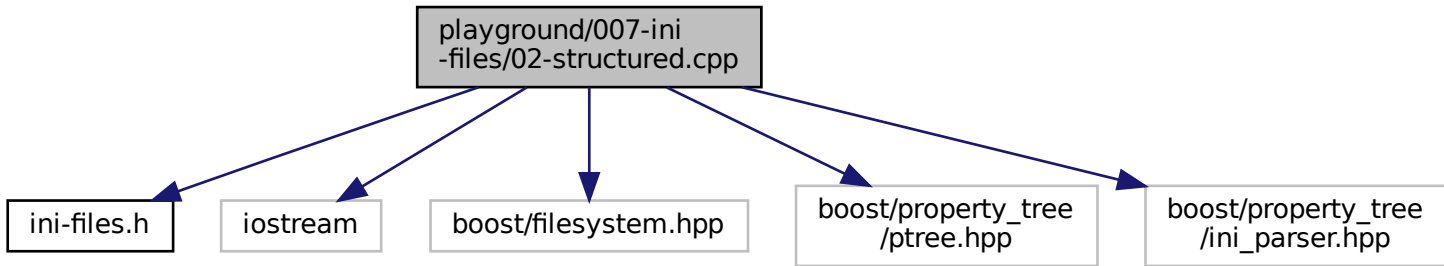 playground/007-ini
-files/02-structured.cpp
ini-files.h
iostream
boost/filesystem.hpp
boost/property_tree
/ptree.hpp
boost/property_tree
/ini_parser.hpp